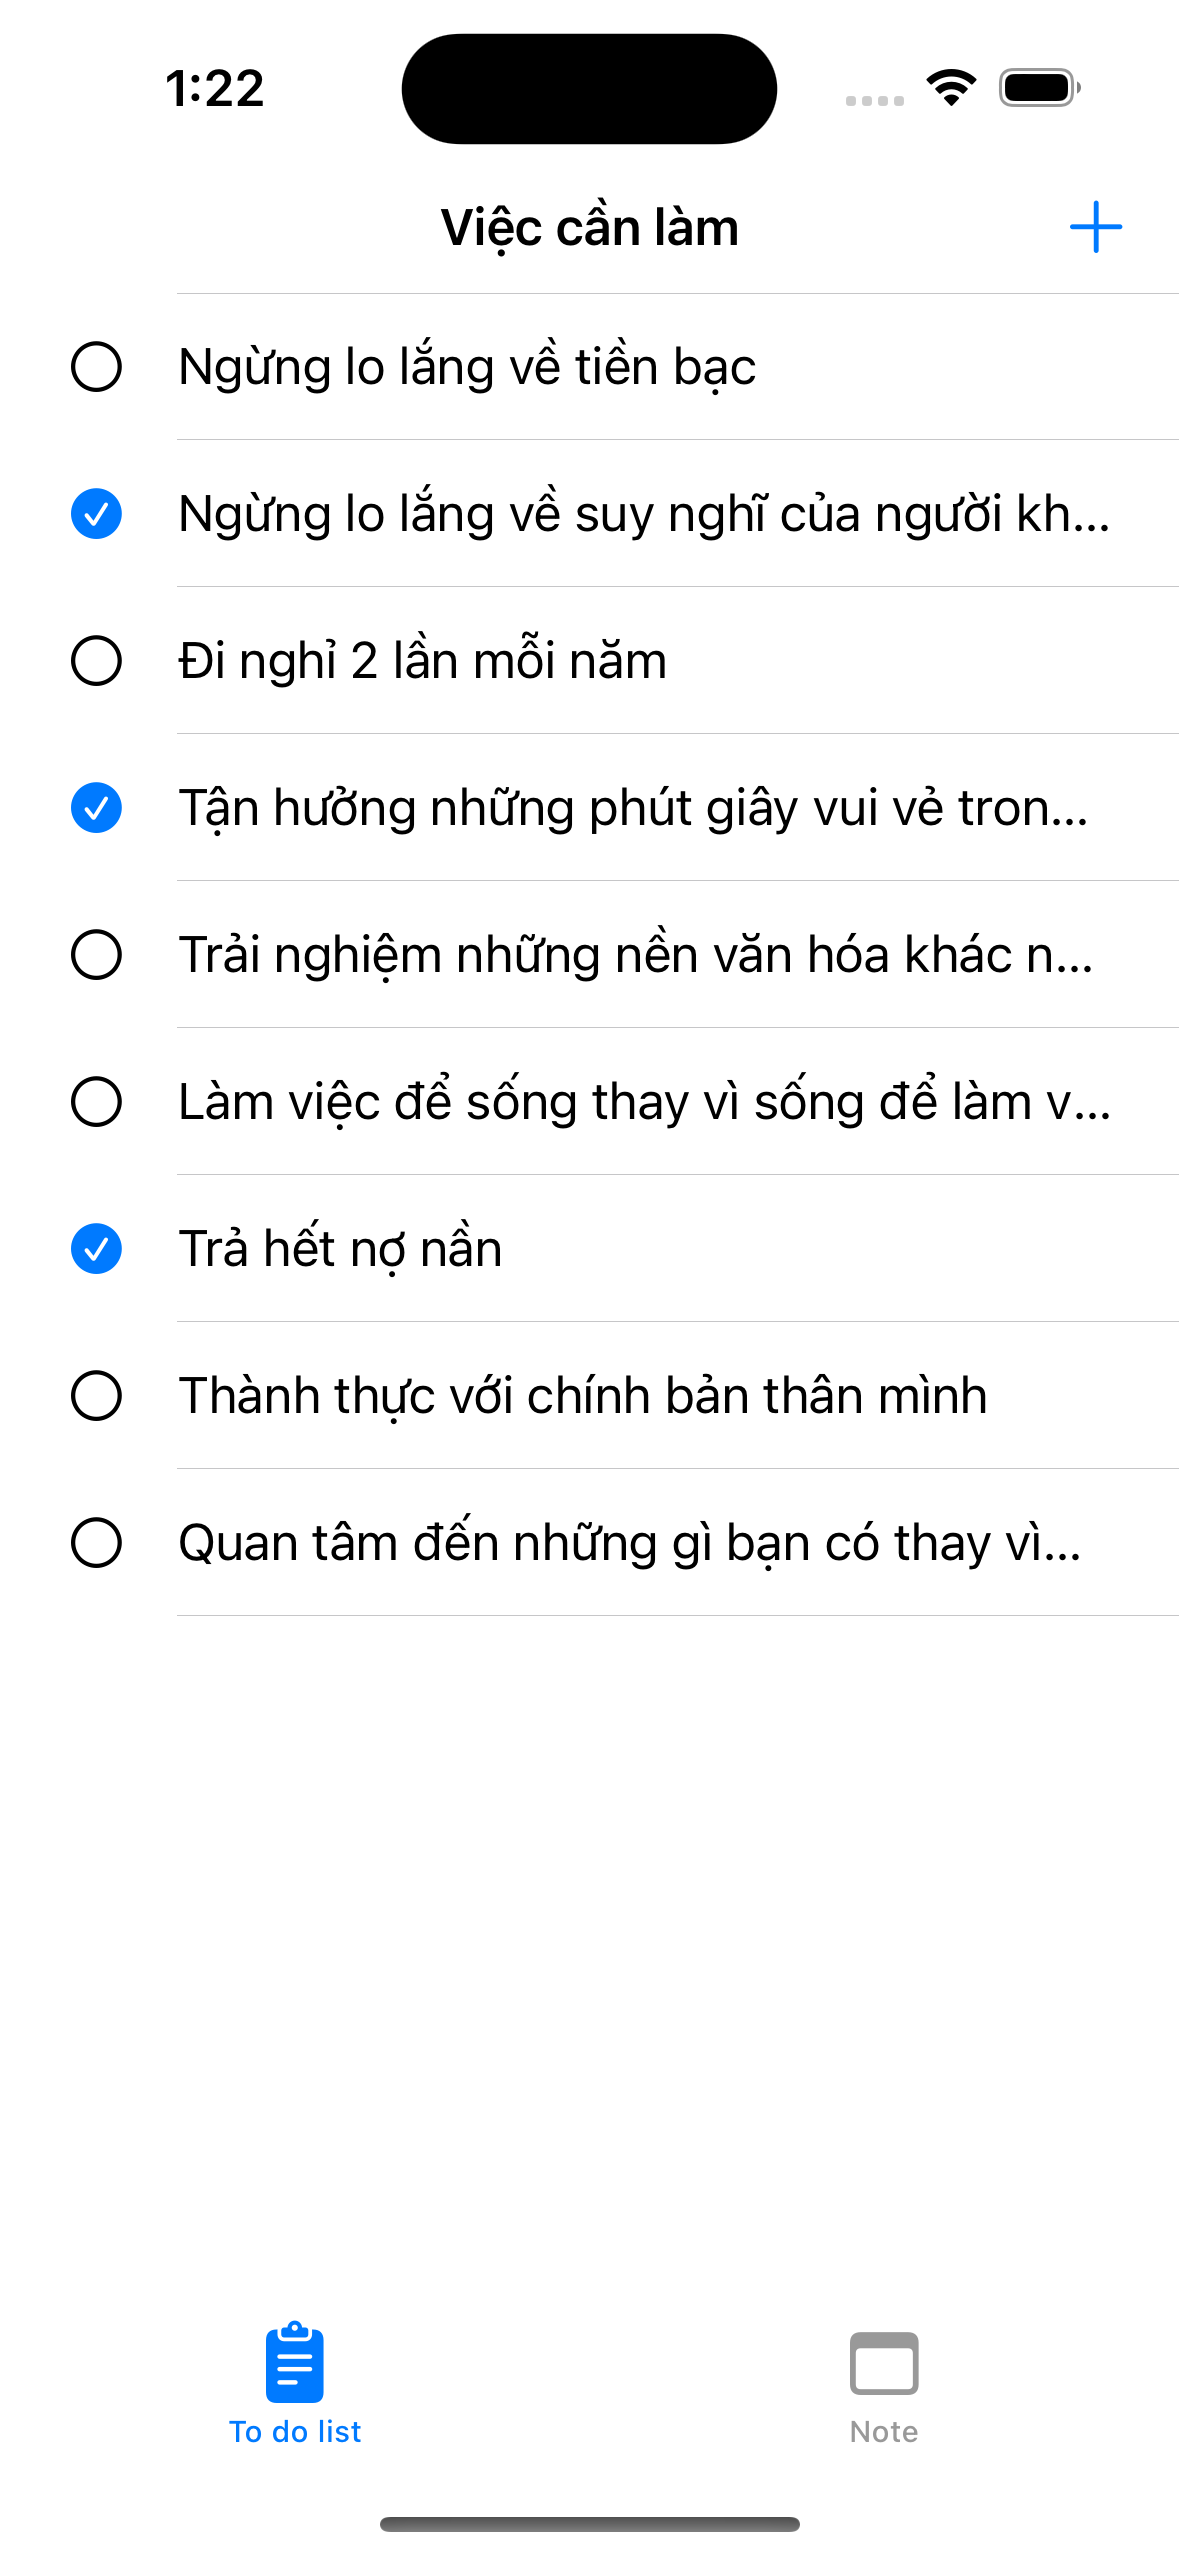 1:22
Việc cần làm
Ngừng lo lắng về tiền bạc
Ngừng lo lắng về suy nghĩ của người kh...
Đi nghỉ 2 lần mỗi năm
Tận hưởng những phút giây vui vẻ tron...
Trải nghiệm những nền văn hóa khác n...
Làm việc để sống thay vì sống để làm v...
Trả hết nợ nần
Thành thực với chính bản thân mình
Quan tâm đến những gì bạn có thay vì...
To do list
Note